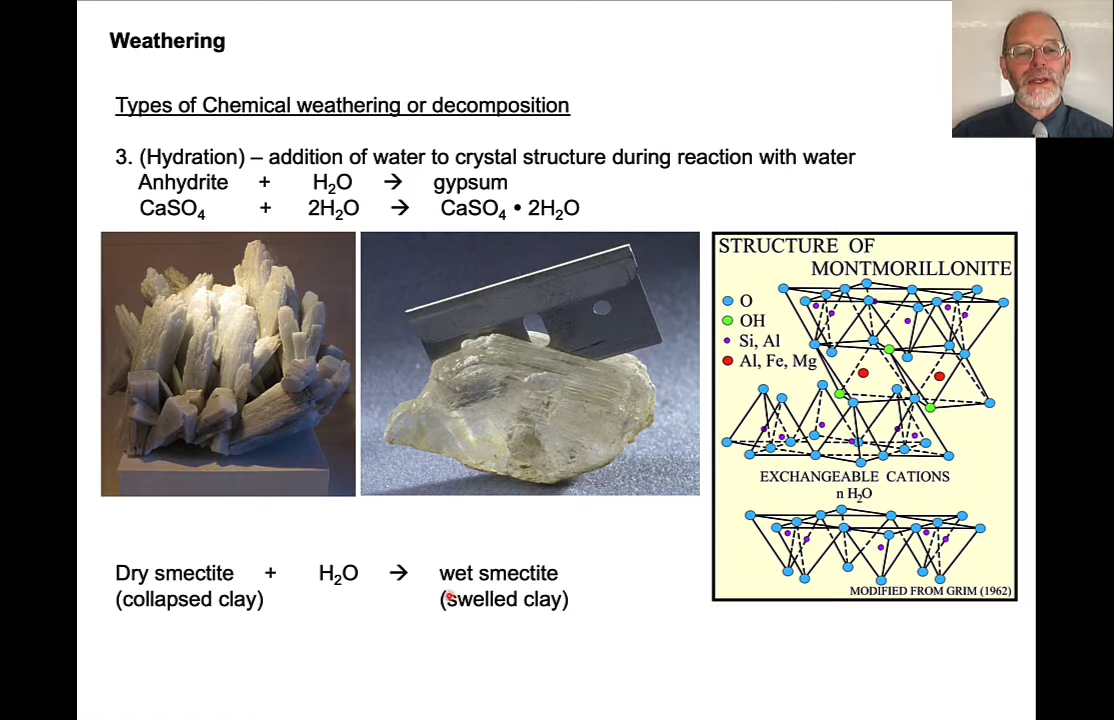 Weathering
Types of Chemical weathering or decomposition
3. (Hydration) – addition of water to crystal structure during reaction with water
Anhydrite + H₂O → gypsum
CaSO₄ + 2H₂O → CaSO₄ • 2H₂O
STRUCTURE OF
MONTMORILLONITE
O
OH
Si, Al
Al, Fe, Mg
EXCHANGEABLE CATIONS
n H₂O
MODIFIED FROM GRIM (1962)
Dry smectite + H₂O → wet smectite
(collapsed clay) (swelled clay)